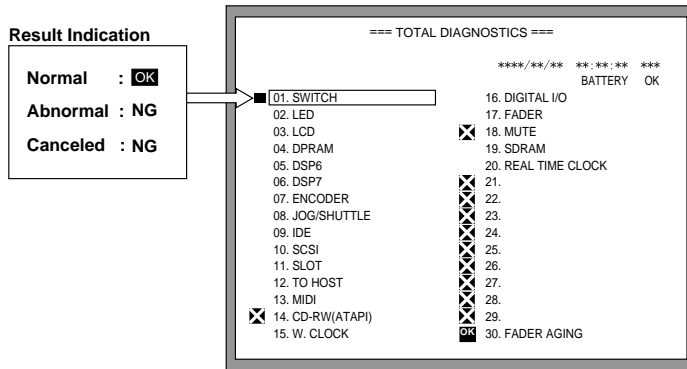 Result Indication
Normal : OK
Abnormal : NG
Canceled : NG
=== TOTAL DIAGNOSTICS ===
****/**/** **:**:** ***
BATTERY OK
01. SWITCH
02. LED
03. LCD
04. DPRAM
05. DSP6
06. DSP7
07. ENCODER
08. JOG/SHUTTLE
09. IDE
10. SCSI
11. SLOT
12. TO HOST
13. MIDI
14. CD-RW(ATAPI)
15. W. CLOCK
16. DIGITAL I/O
17. FADER
18. MUTE
19. SDRAM
20. REAL TIME CLOCK
21.
22.
23.
24.
25.
26.
27.
28.
29.
OK 30. FADER AGING